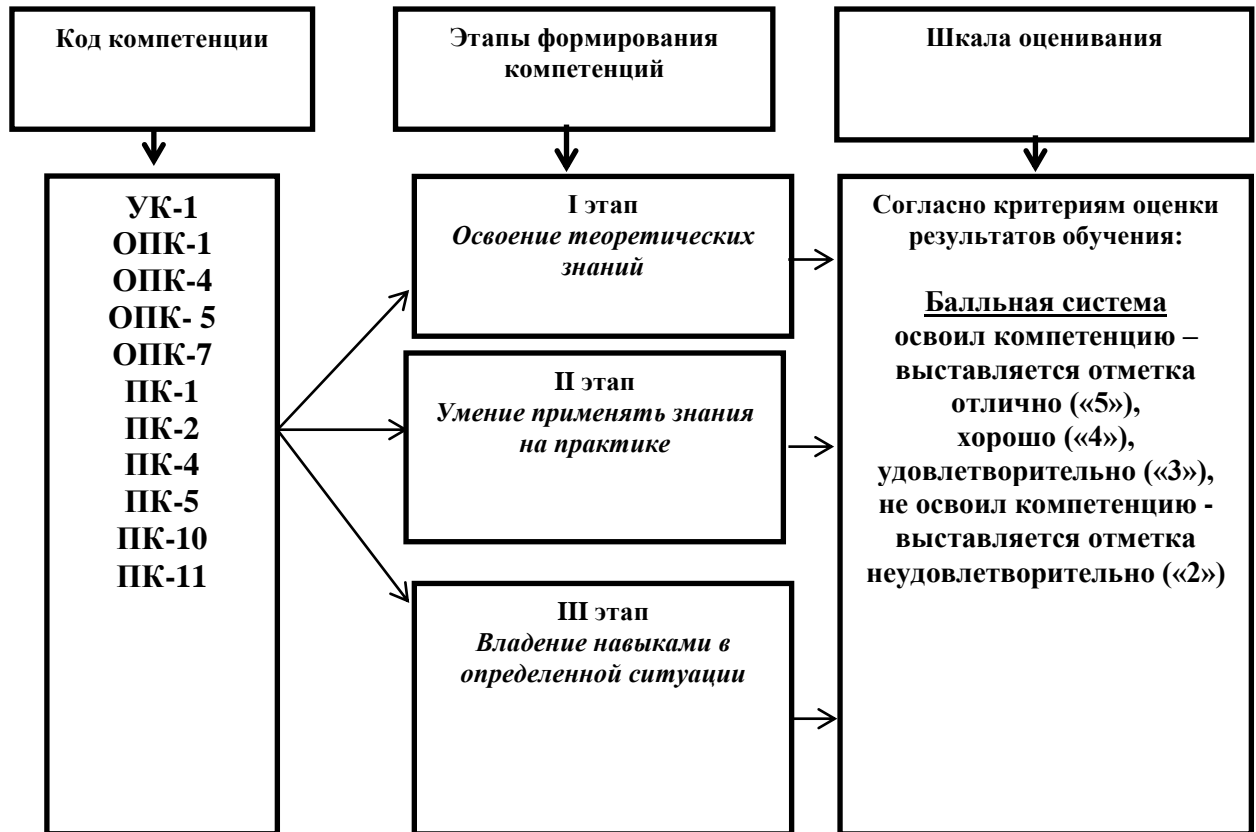 Код компетенции
Этапы формирования
компетенций
Шкала оценивания
УК-1
ОПК-1
ОПК-4
ОПК- 5
ОПК-7
ПК-1
ПК-2
ПК-4
ПК-5
ПК-10
ПК-11
I этап
Освоение теоретических
знаний
II этап
Умение применять знания
на практике
III этап
Владение навыками в
определенной ситуации
Согласно критериям оценки
результатов обучения:
Балльная система
освоил компетенцию –
выставляется отметка
отлично («5»),
хорошо («4»),
удовлетворительно («3»),
не освоил компетенцию -
выставляется отметка
неудовлетворительно («2»)